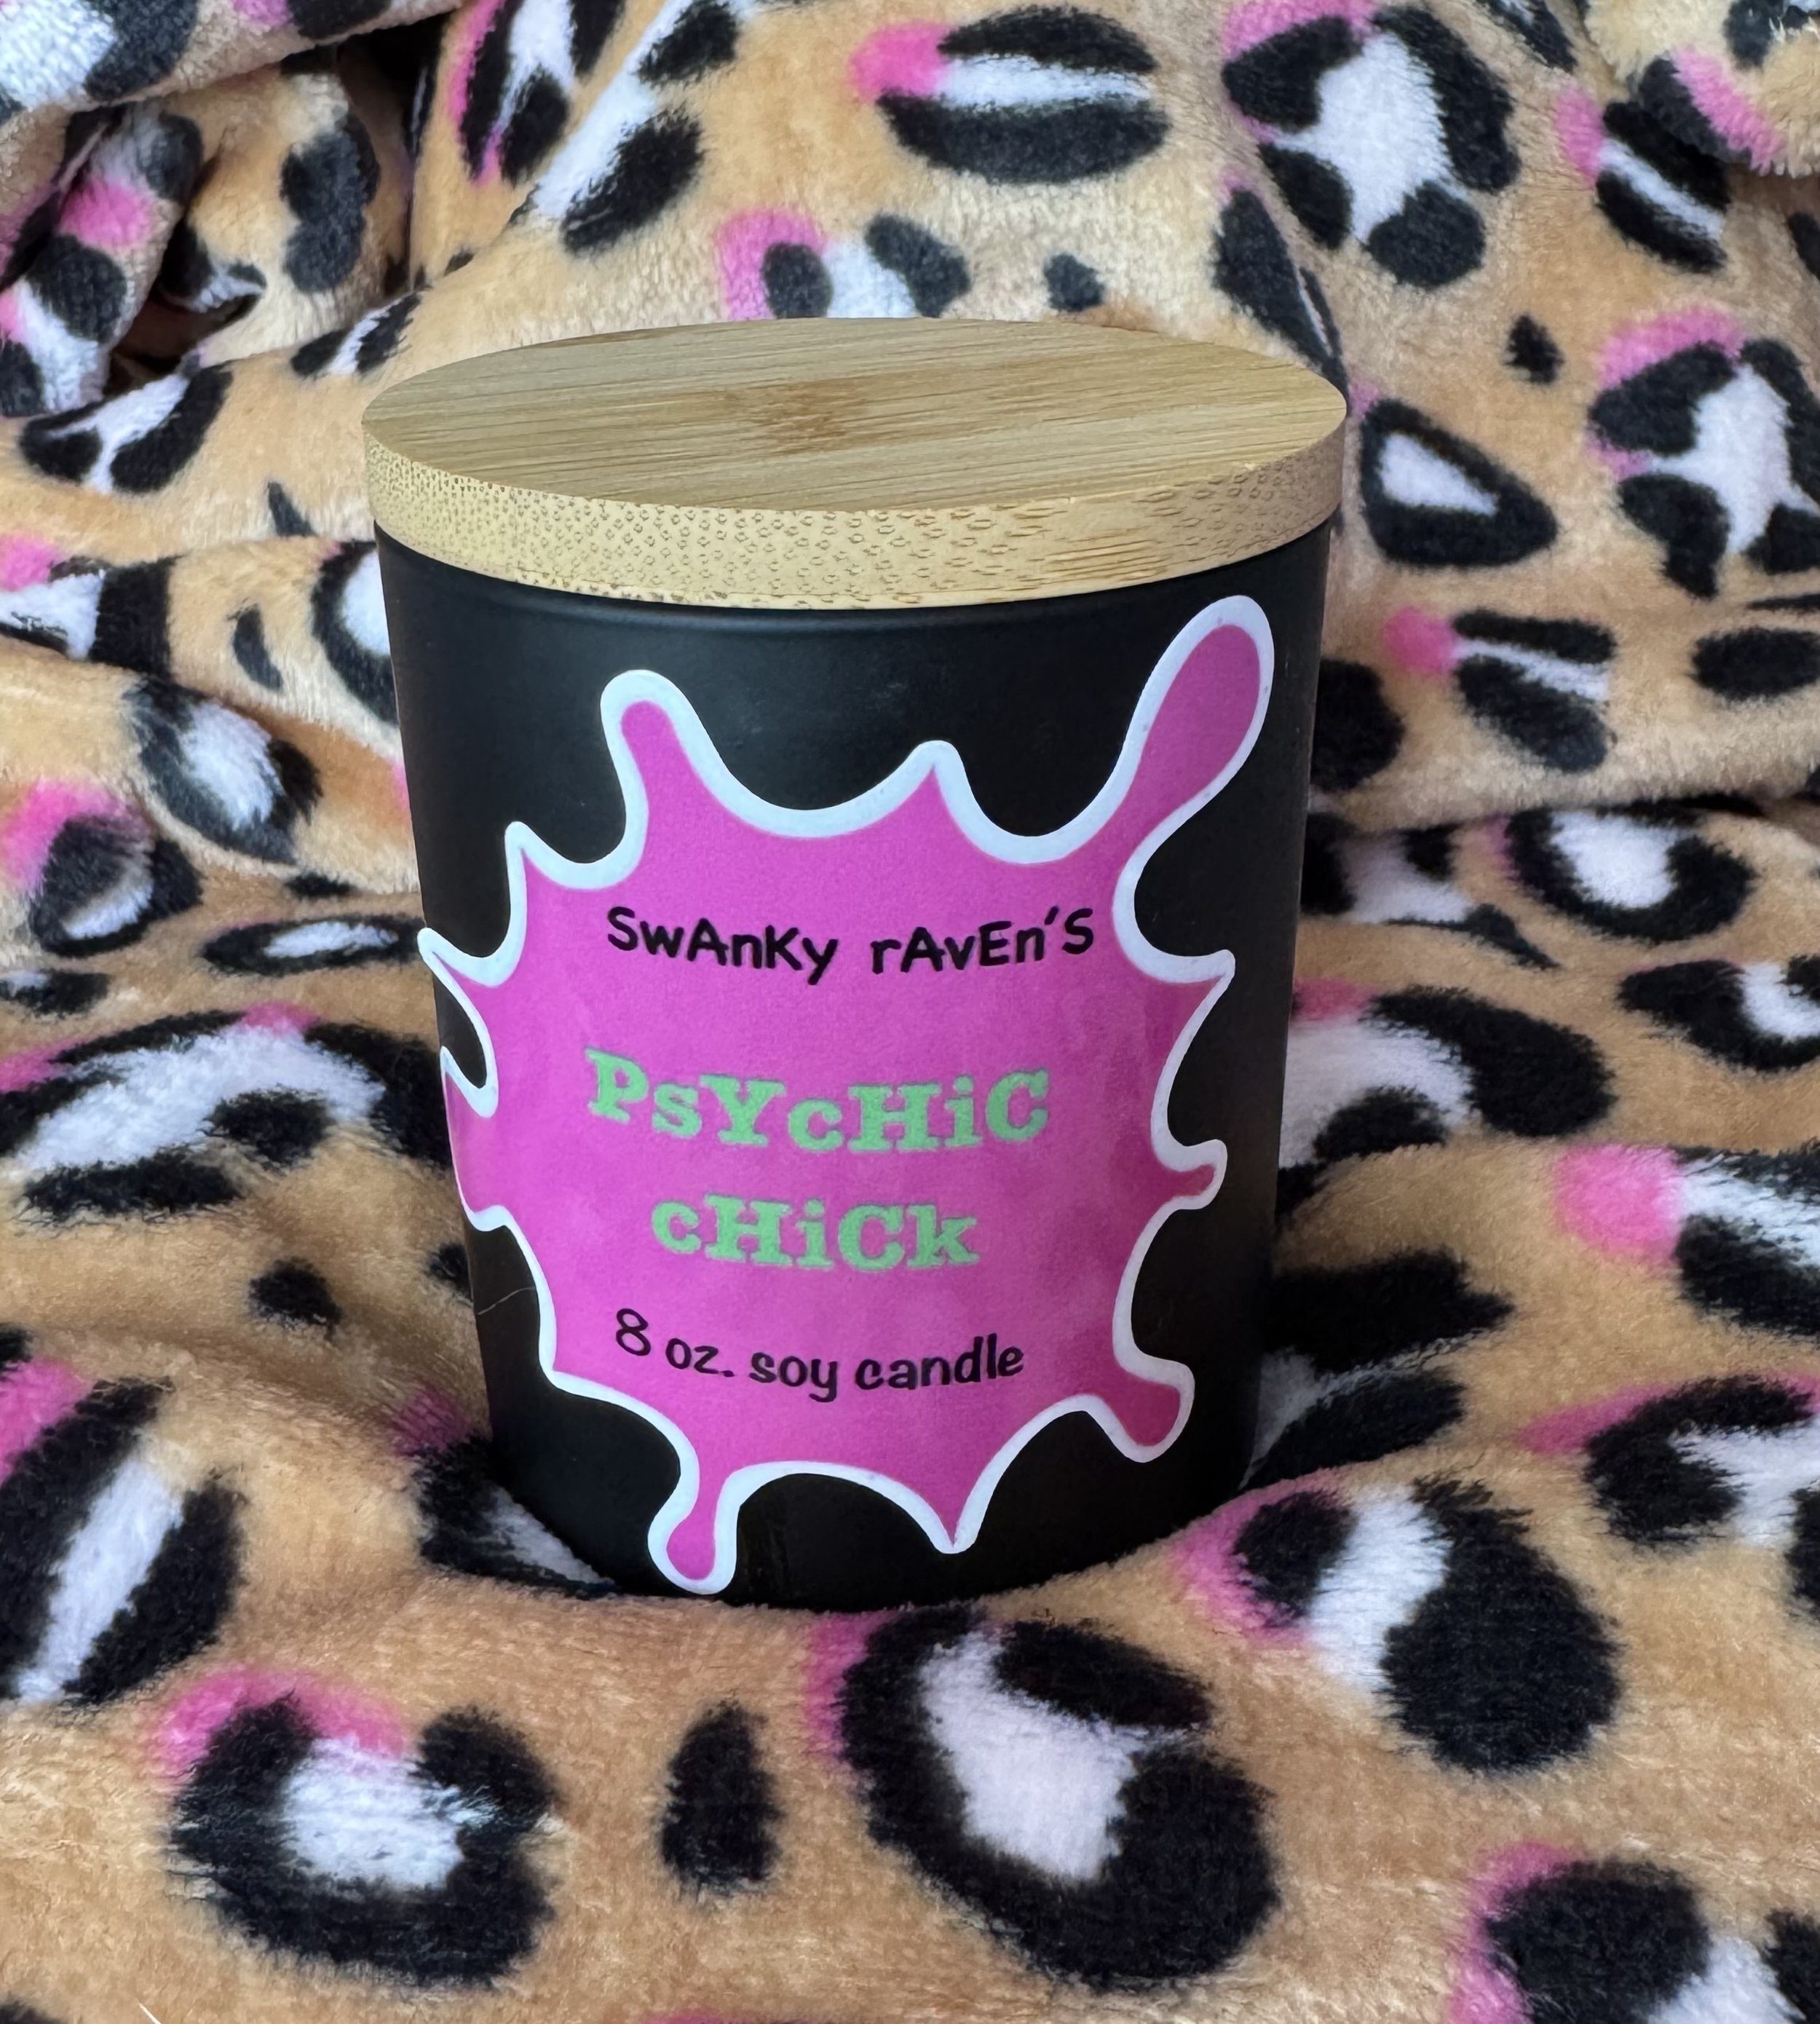 SwAnKy rAvEn'S
PsYcHiC
cHiCk
8 oz. soy candle